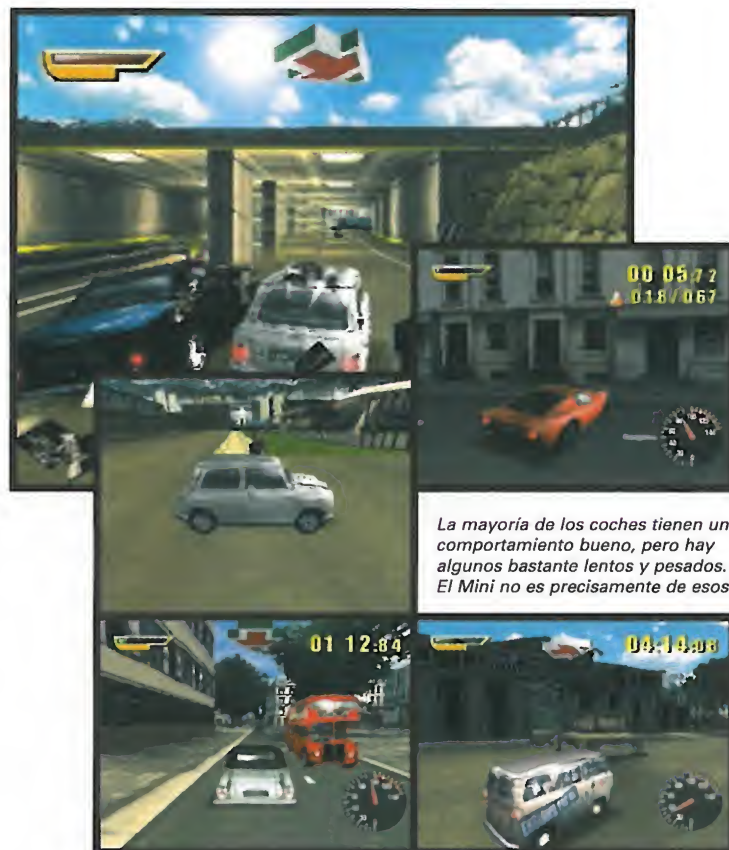 00 05:72
018/067
La mayoría de los coches tienen un
comportamiento bueno, pero hay
algunos bastante lentos y pesados.
El Mini no es precisamente de esos
01 12:84
04:14:08